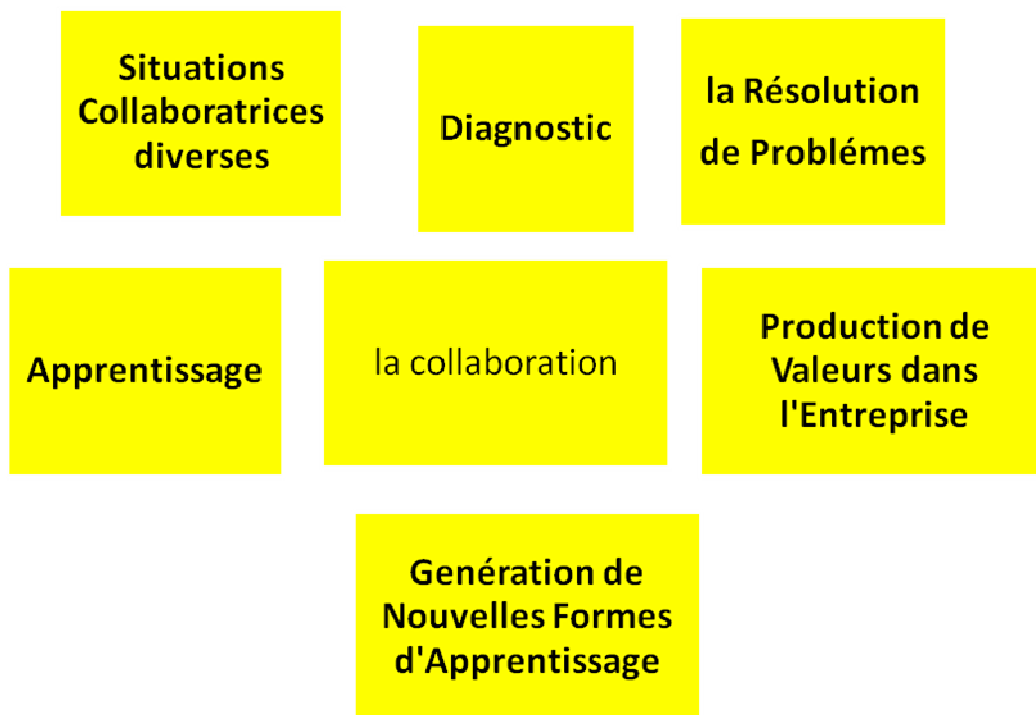 Situations
Collaboratrices
diverses
Diagnostic
la Résolution
de Problémes
Apprentissage
la collaboration
Production de
Valeurs dans
l'Entreprise
Genération de
Nouvelles Formes
d'Apprentissage